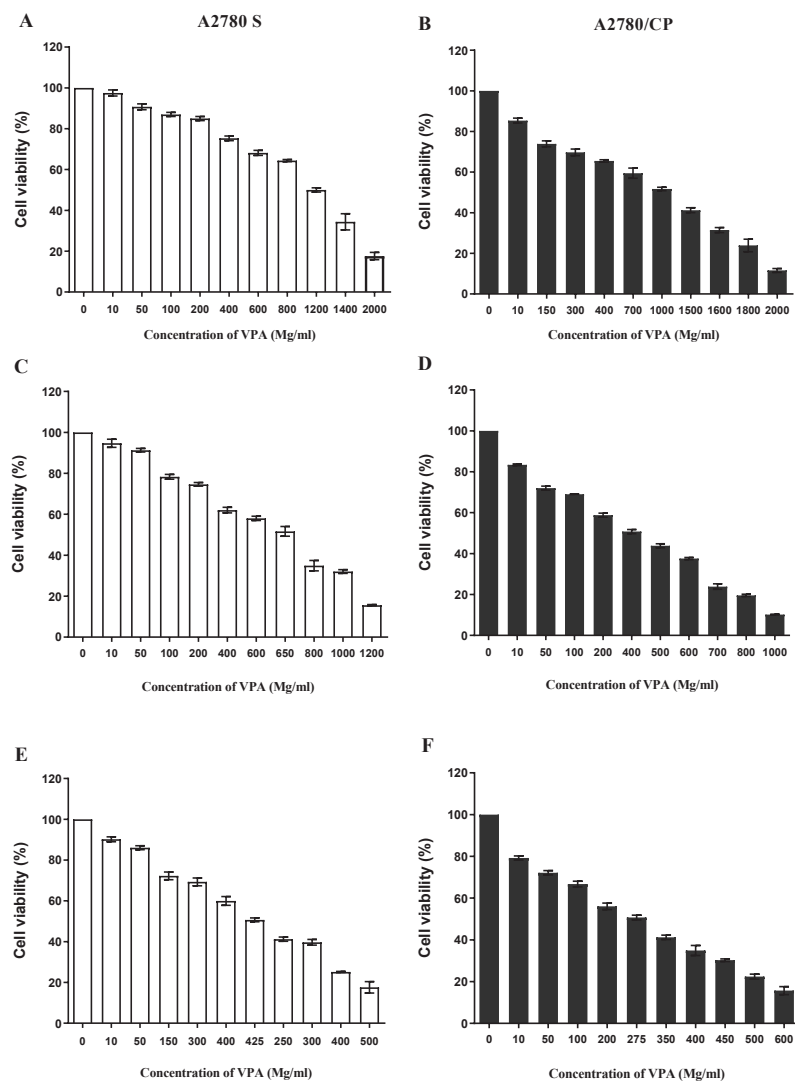 A
A2780 S
Cell viability (%)
120
100
80
60
40
20
0
0 10 50 100 200 400 600 800 1200 1400 2000
Concentration of VPA (Mg/ml)
B
A2780/CP
Cell viability (%)
120
100
80
60
40
20
0
0 10 150 300 400 700 1000 1500 1600 1800 2000
Concentration of VPA (Mg/ml)
C
Cell viability (%)
120
100
80
60
40
20
0
0 10 50 100 200 400 600 650 800 1000 1200
Concentration of VPA (Mg/ml)
D
Cell viability (%)
120
100
80
60
40
20
0
0 10 50 100 200 400 500 600 700 800 1000
Concentration of VPA (Mg/ml)
E
Cell viability (%)
120
100
80
60
40
20
0
0 10 50 150 300 400 425 250 300 400 500
Concentration of VPA (Mg/ml)
F
Cell viability (%)
120
100
80
60
40
20
0
0 10 50 100 200 275 350 400 450 500 600
Concentration of VPA (Mg/ml)